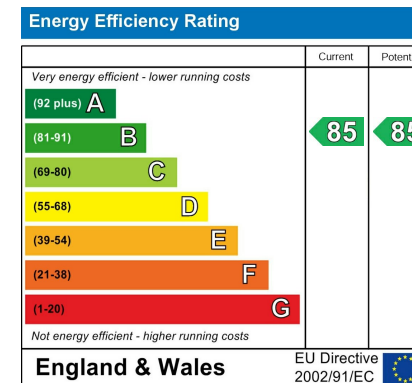 Energy Efficiency Rating
Current Potent
Very energy efficient - lower running costs
(92 plus) A
(81-91) B
85 85
(69-80) C
(55-68) D
(39-54) E
(21-38) F
(1-20) G
Not energy efficient - higher running costs
England & Wales
EU Directive
2002/91/EC